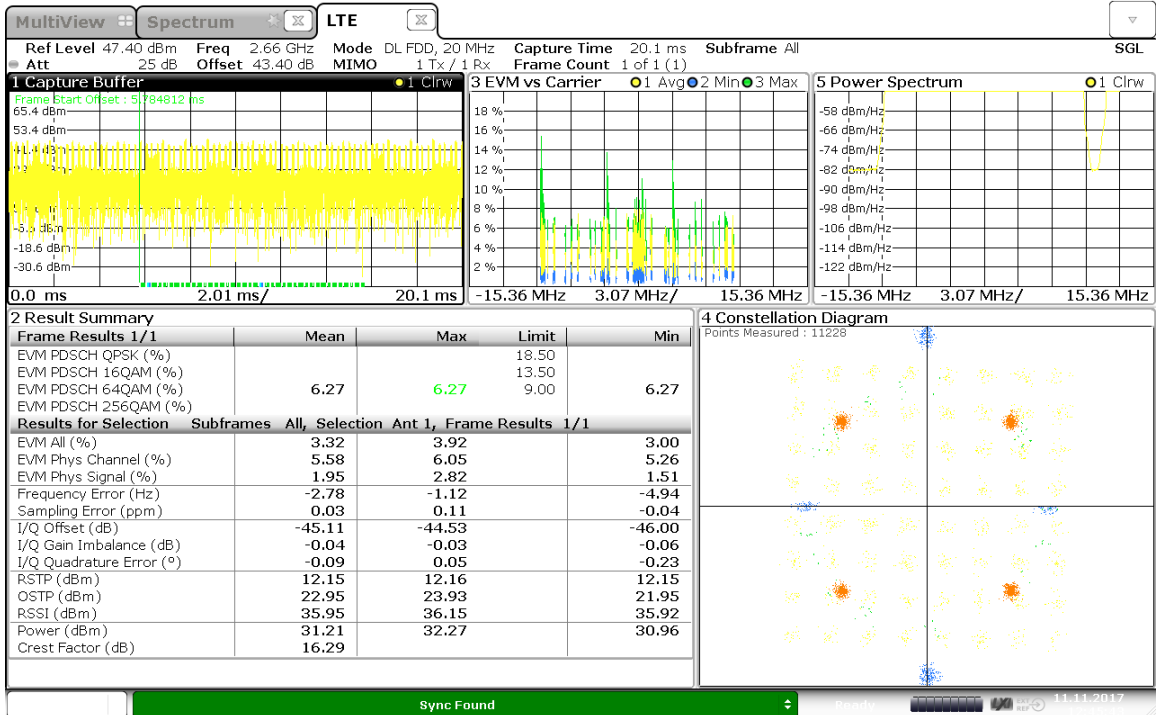 MultiView Spectrum LTE
Ref Level 47.40 dBm Freq 2.66 GHz Mode DL FDD, 20 MHz Capture Time 20.1 ms Subframe All SGL
Att 25 dB Offset 43.40 dB MIMO 1 Tx / 1 Rx Frame Count 1 of 1 (1)
1 Capture Buffer 1 Clrw
Frame Start Offset : 5.784812 ms
65.4 dBm
53.4 dBm
41.4 dBm
-18.6 dBm
-30.6 dBm
0.0 ms 2.01 ms/ 20.1 ms
3 EVM vs Carrier 1 Avg 2 Min 3 Max
18 %
16 %
14 %
12 %
10 %
8 %
6 %
4 %
2 %
-15.36 MHz 3.07 MHz/ 15.36 MHz
5 Power Spectrum 1 Clrw
-58 dBm/Hz
-66 dBm/Hz
-74 dBm/Hz
-82 dBm/Hz
-90 dBm/Hz
-98 dBm/Hz
-106 dBm/Hz
-114 dBm/Hz
-122 dBm/Hz
-15.36 MHz 3.07 MHz/ 15.36 MHz
2 Result Summary
Frame Results 1/1 Mean Max Limit Min
EVM PDSCH QPSK (%) 18.50
EVM PDSCH 16QAM (%) 13.50
EVM PDSCH 64QAM (%) 6.27 6.27 9.00 6.27
EVM PDSCH 256QAM (%)
Results for Selection Subframes All, Selection Ant 1, Frame Results 1/1
EVM All (%) 3.32 3.92 3.00
EVM Phys Channel (%) 5.58 6.05 5.26
EVM Phys Signal (%) 1.95 2.82 1.51
Frequency Error (Hz) -2.78 -1.12 -4.94
Sampling Error (ppm) 0.03 0.11 -0.04
I/Q Offset (dB) -45.11 -44.53 -46.00
I/Q Gain Imbalance (dB) -0.04 -0.03 -0.06
I/Q Quadrature Error (°) -0.09 0.05 -0.23
RSTP (dBm) 12.15 12.16 12.15
OSTP (dBm) 22.95 23.93 21.95
RSSI (dBm) 35.95 36.15 35.92
Power (dBm) 31.21 32.27 30.96
Crest Factor (dB) 16.29
4 Constellation Diagram
Points Measured : 11228
Sync Found
Ready
LXI EXT REF 11.11.2017